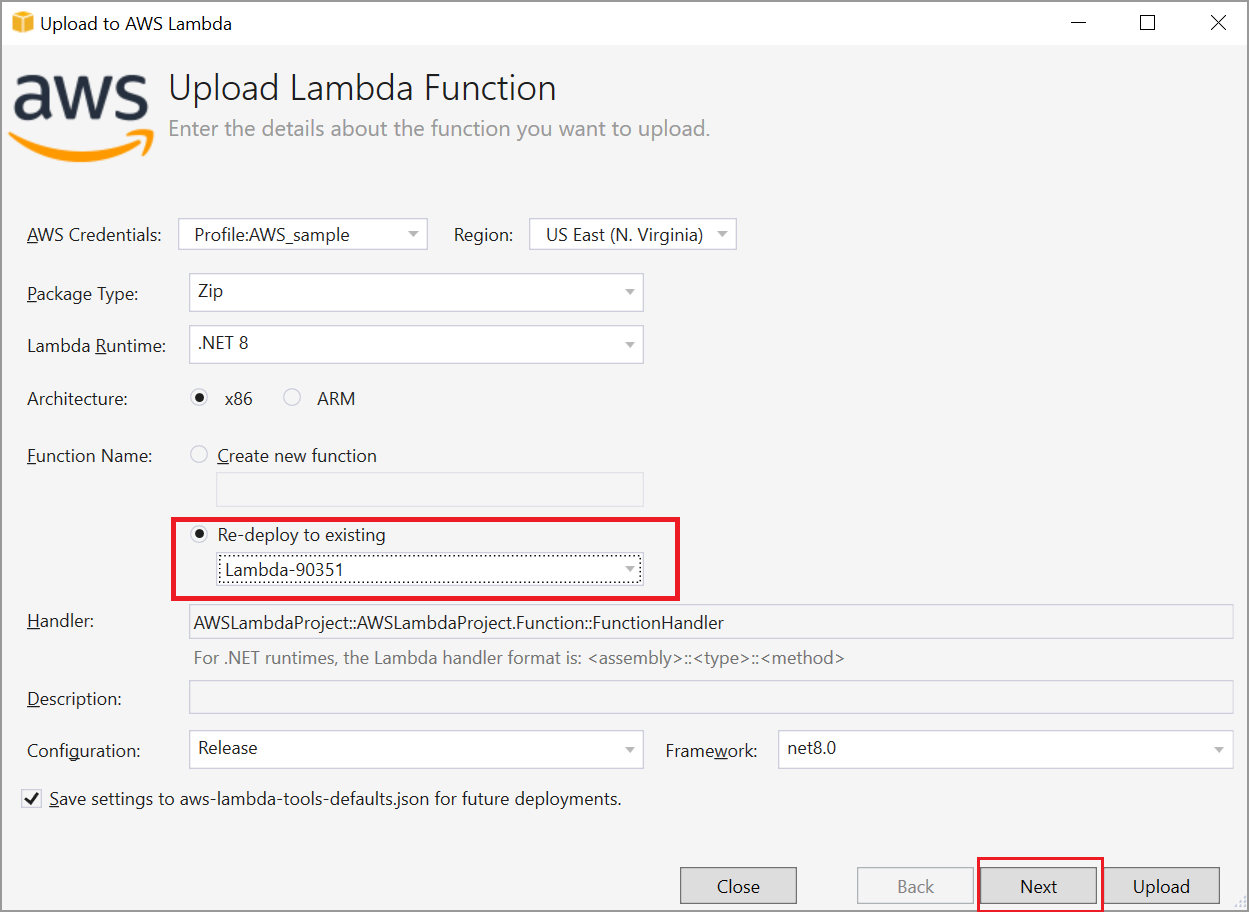 Upload to AWS Lambda
aws
Upload Lambda Function
Enter the details about the function you want to upload.
AWS Credentials: Profile:AWS_sample Region: US East (N. Virginia)
Package Type: Zip
Lambda Runtime: .NET 8
Architecture: x86 ARM
Function Name: Create new function
Re-deploy to existing
Lambda-90351
Handler: AWSLambdaProject::AWSLambdaProject.Function::FunctionHandler
For .NET runtimes, the Lambda handler format is: <assembly>::<type>::<method>
Description:
Configuration: Release Framework: net8.0
Save settings to aws-lambda-tools-defaults.json for future deployments.
Close Back Next Upload